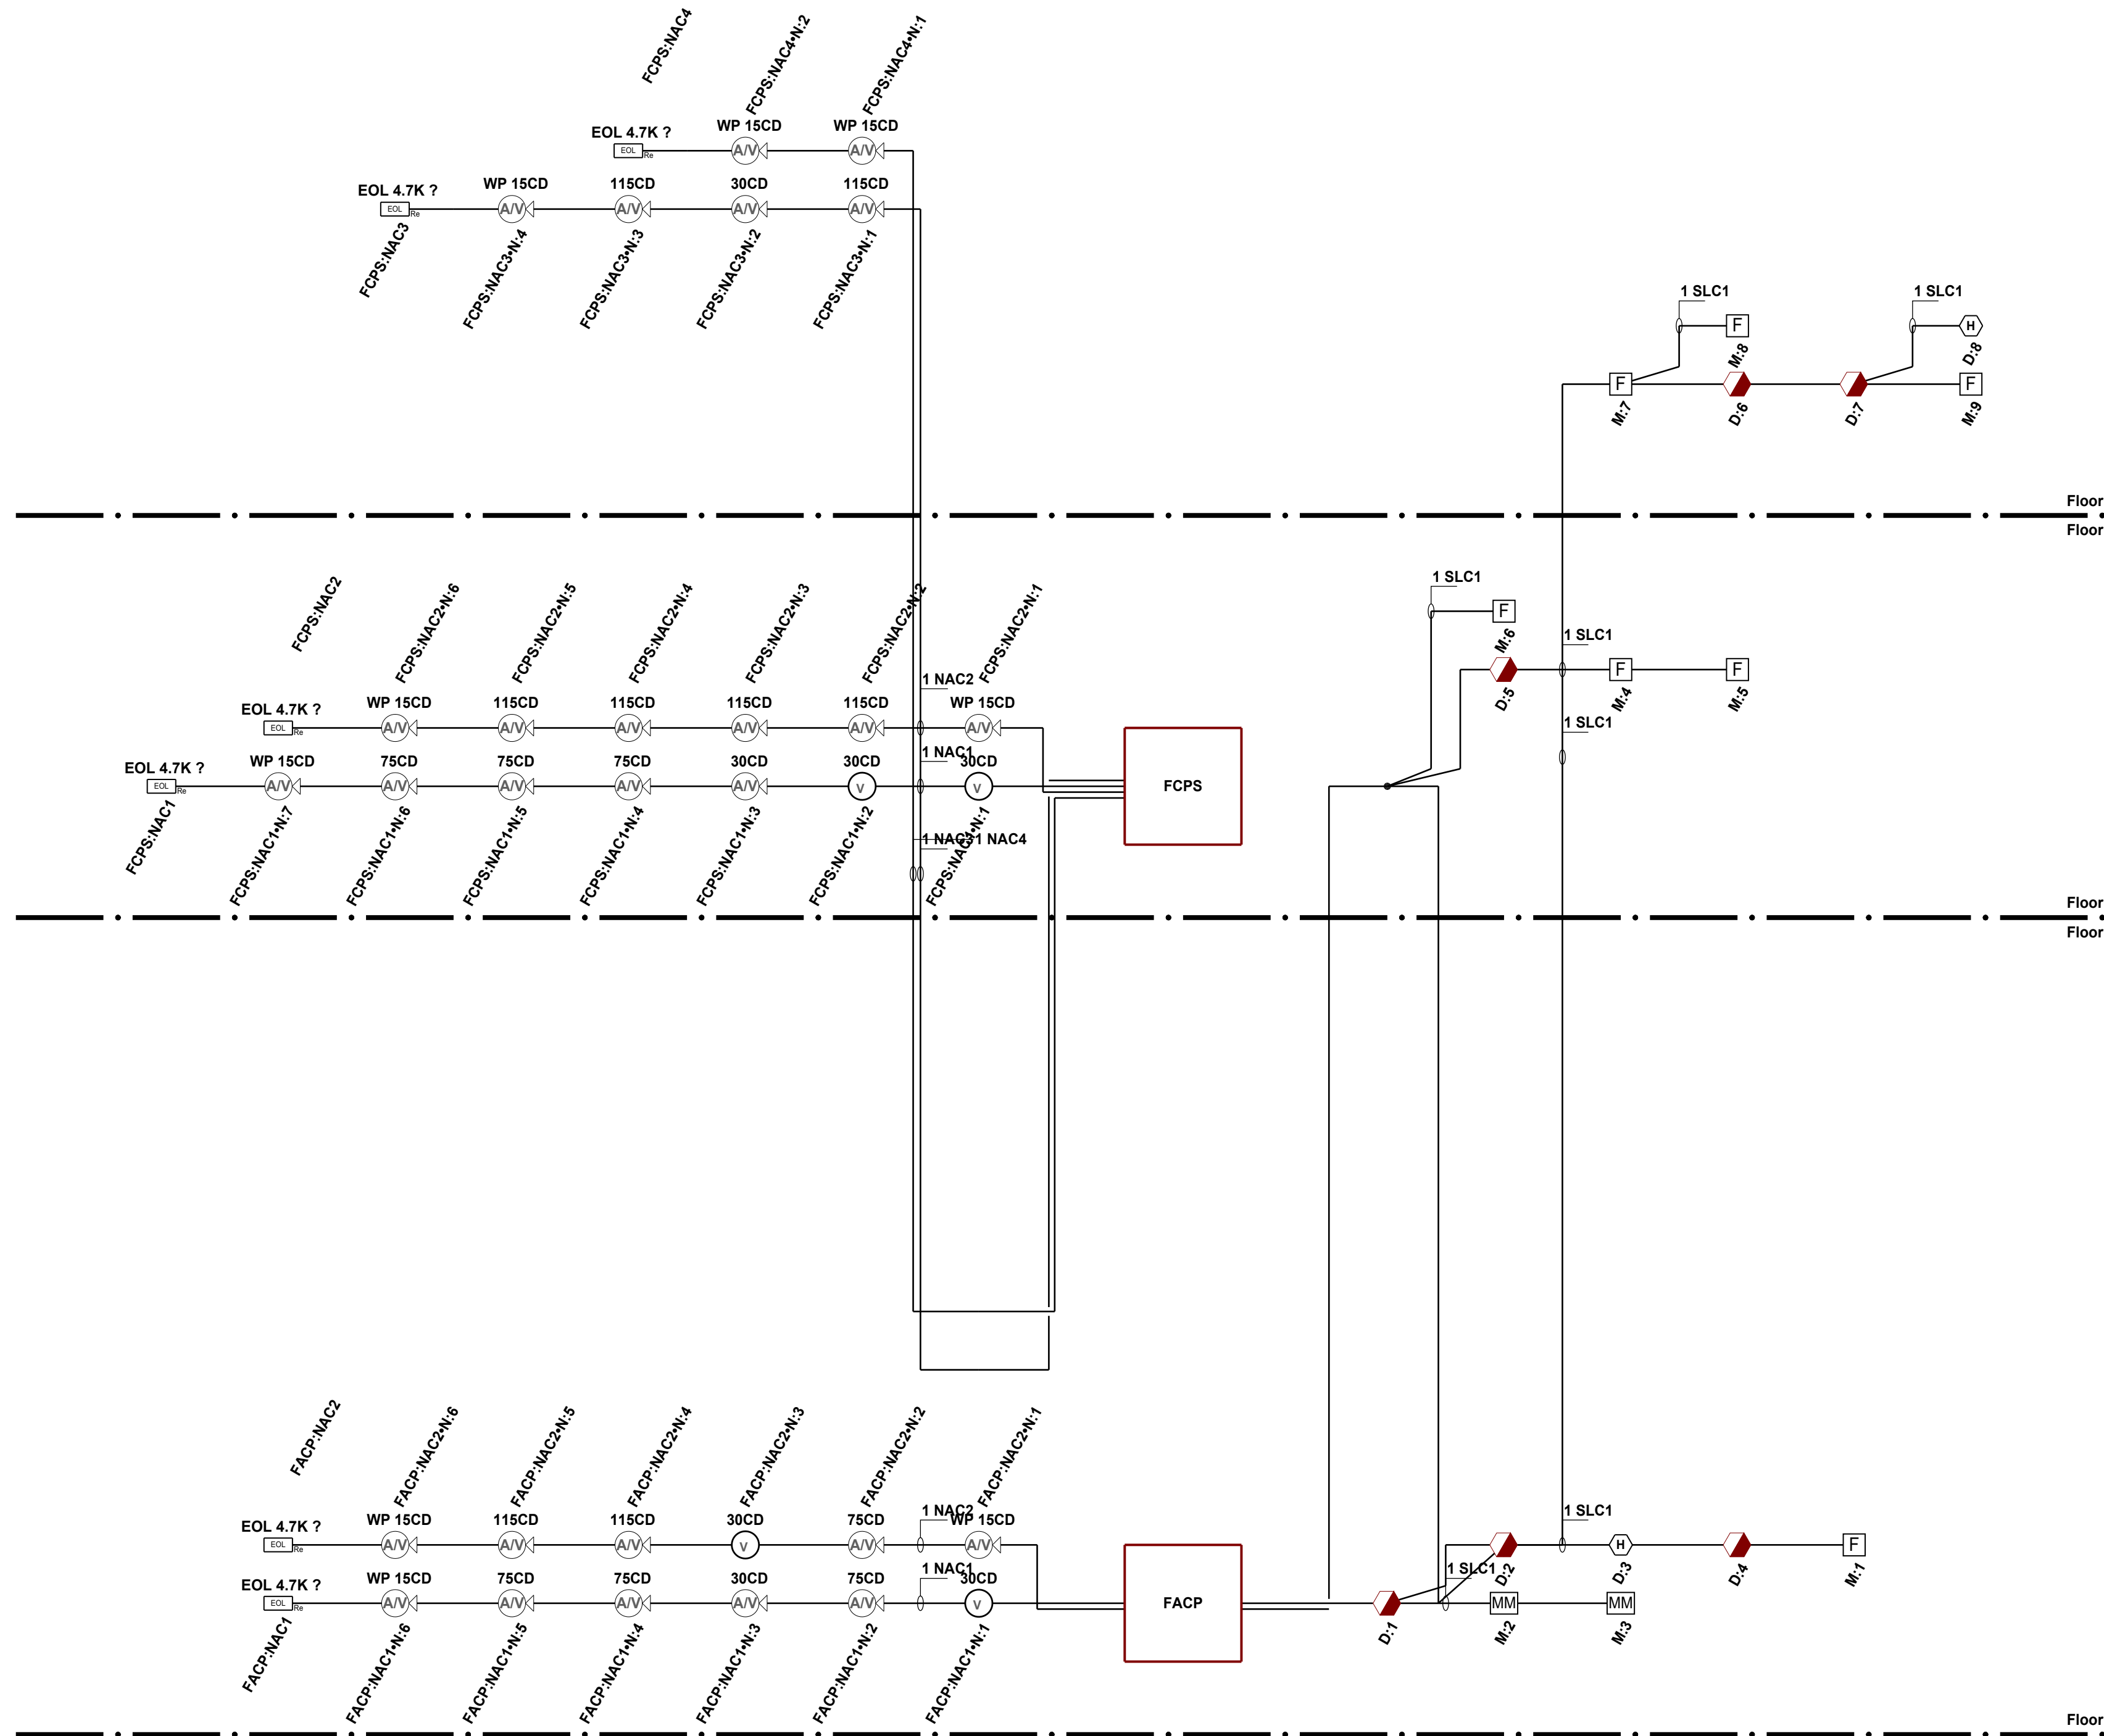 FCPS:NAC4
FCPS:NAC4•N:2
FCPS:NAC4•N:1
EOL 4.7K ?
WP 15CD
WP 15CD
EOL
Re
A/V
A/V
EOL 4.7K ?
WP 15CD
115CD
30CD
115CD
EOL
Re
A/V
A/V
A/V
A/V
FCPS:NAC3
FCPS:NAC3•N:4
FCPS:NAC3•N:3
FCPS:NAC3•N:2
FCPS:NAC3•N:1
1 SLC1
1 SLC1
F
H
M:8
D:8
F
F
M:7
D:6
D:7
M:9
Floor
Floor
FCPS:NAC2
FCPS:NAC2•N:6
FCPS:NAC2•N:5
FCPS:NAC2•N:4
FCPS:NAC2•N:3
FCPS:NAC2•N:2
FCPS:NAC2•N:1
1 SLC1
F
M:6
1 SLC1
D:5
F
F
M:4
M:5
1 SLC1
1 NAC2
EOL 4.7K ?
WP 15CD
115CD
115CD
115CD
115CD
WP 15CD
EOL
Re
A/V
A/V
A/V
A/V
A/V
A/V
1 NAC1
EOL 4.7K ?
WP 15CD
75CD
75CD
75CD
30CD
30CD
30CD
EOL
Re
A/V
A/V
A/V
A/V
A/V
V
V
FCPS
FCPS:NAC1
FCPS:NAC1•N:7
FCPS:NAC1•N:6
FCPS:NAC1•N:5
FCPS:NAC1•N:4
FCPS:NAC1•N:3
FCPS:NAC1•N:2
FCPS:NAC1•N:1
1 NAC3
1 NAC4
Floor
Floor
FACP:NAC2
FACP:NAC2•N:6
FACP:NAC2•N:5
FACP:NAC2•N:4
FACP:NAC2•N:3
FACP:NAC2•N:2
FACP:NAC2•N:1
1 NAC2
EOL 4.7K ?
WP 15CD
115CD
115CD
30CD
75CD
WP 15CD
EOL
Re
A/V
A/V
A/V
V
A/V
A/V
1 SLC1
H
F
D:2
D:3
D:4
M:1
1 NAC1
EOL 4.7K ?
WP 15CD
75CD
75CD
30CD
75CD
30CD
EOL
Re
A/V
A/V
A/V
A/V
A/V
V
FACP
1 SLC1
MM
MM
D:1
M:2
M:3
FACP:NAC1
FACP:NAC1•N:6
FACP:NAC1•N:5
FACP:NAC1•N:4
FACP:NAC1•N:3
FACP:NAC1•N:2
FACP:NAC1•N:1
Floor